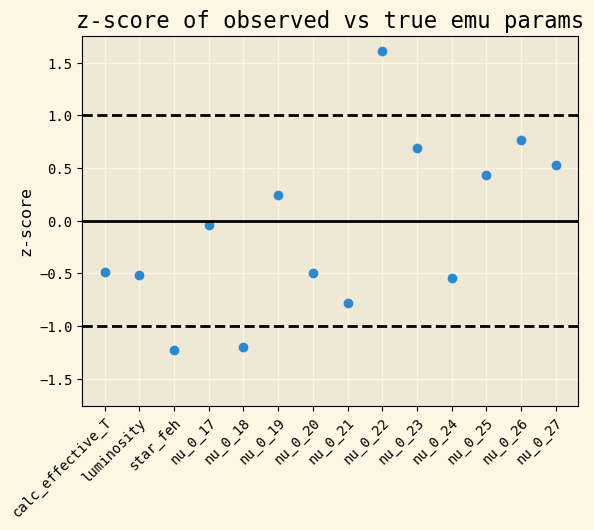 z-score of observed vs true emu params
z-score
1.5
1.0
0.5
0.0
−0.5
−1.0
−1.5
calc_effective_T
luminosity
star_feh
nu_0_17
nu_0_18
nu_0_19
nu_0_20
nu_0_21
nu_0_22
nu_0_23
nu_0_24
nu_0_25
nu_0_26
nu_0_27